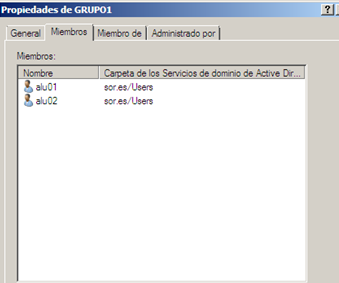 Propiedades de GRUPO1
General Miembros Miembro de Administrado por
Miembros:
Nombre Carpeta de los Servicios de dominio de Active Dir...
alu01 sor.es/Users
alu02 sor.es/Users